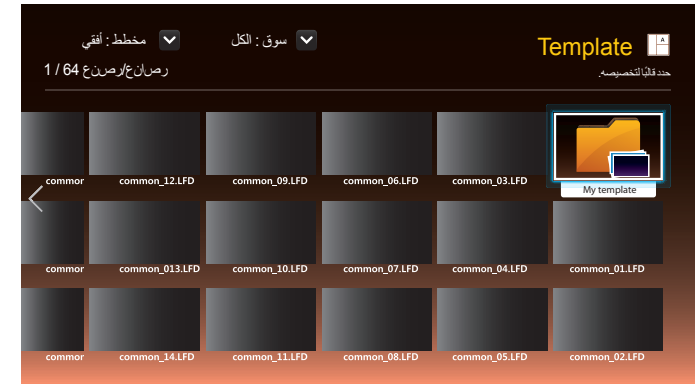 Template
حدد قالبًا لتخصيصه.
سوق : الكل
مخطط : أفقي
1 / 64 رصانع/رصنع
My template
common_03.LFD
common_06.LFD
common_09.LFD
common_12.LFD
commor
common_01.LFD
common_04.LFD
common_07.LFD
common_10.LFD
common_013.LFD
commor
common_02.LFD
common_05.LFD
common_08.LFD
common_11.LFD
common_14.LFD
commor